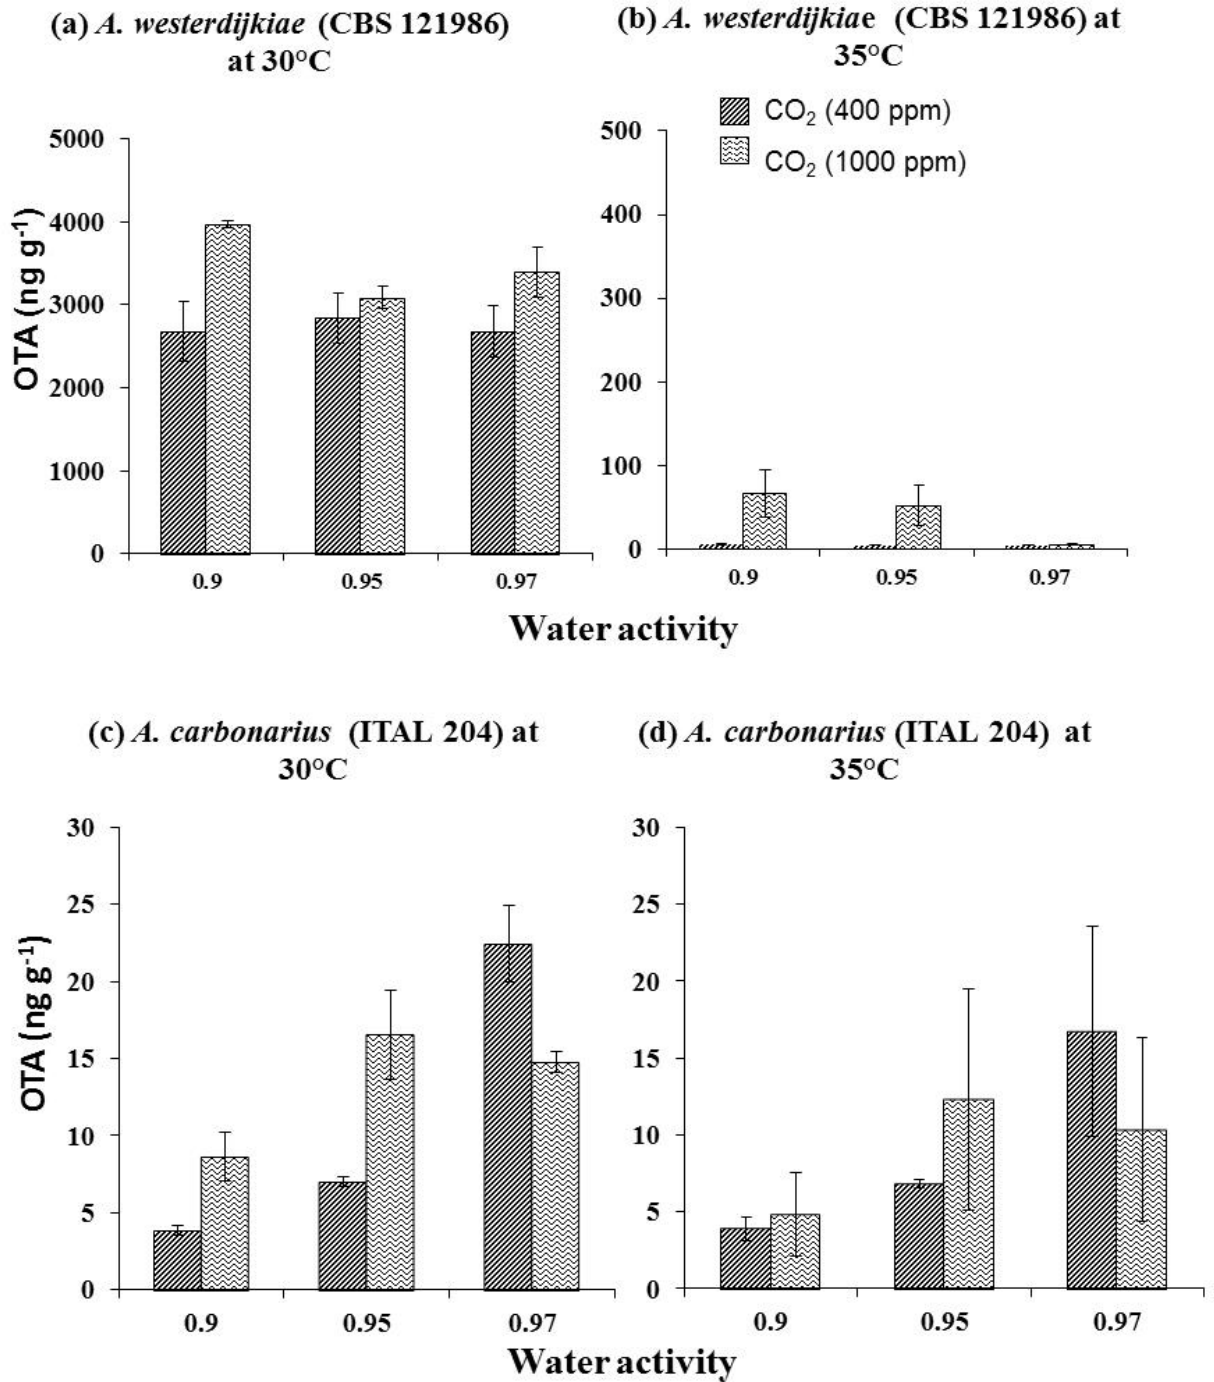 (a) A. westerdijkiae (CBS 121986)
at 30°C
(b) A. westerdijkiae (CBS 121986) at
35°C
CO2 (400 ppm)
CO2 (1000 ppm)
OTA (ng g-1)
5000
4000
3000
2000
1000
0
0.9 0.95 0.97
500
400
300
200
100
0
0.9 0.95 0.97
Water activity
(c) A. carbonarius (ITAL 204) at
30°C
(d) A. carbonarius (ITAL 204) at
35°C
OTA (ng g-1)
30
25
20
15
10
5
0
0.9 0.95 0.97
30
25
20
15
10
5
0
0.9 0.95 0.97
Water activity